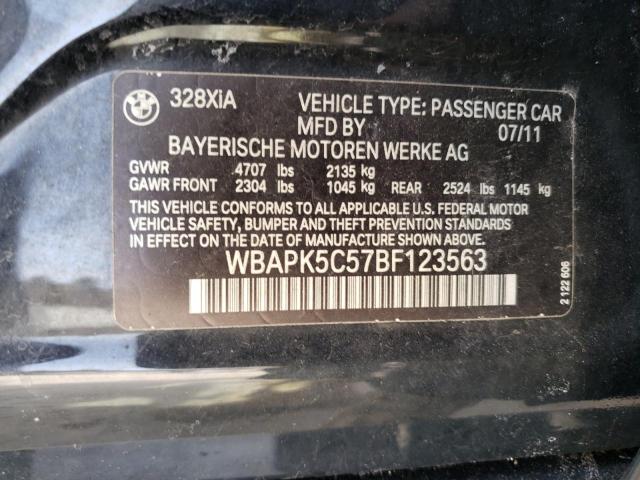 BMW 328XiA VEHICLE TYPE: PASSENGER CAR
MFD BY 07/11
BAYERISCHE MOTOREN WERKE AG
GVWR 4707 lbs 2135 kg
GAWR FRONT 2304 lbs 1045 kg REAR 2524 lbs 1145 kg
THIS VEHICLE CONFORMS TO ALL APPLICABLE U.S. FEDERAL MOTOR
VEHICLE SAFETY, BUMPER, AND THEFT PREVENTION STANDARDS
IN EFFECT ON THE DATE OF MANUFACTURE SHOWN ABOVE.
WBAPK5C57BF123563
2 122 606